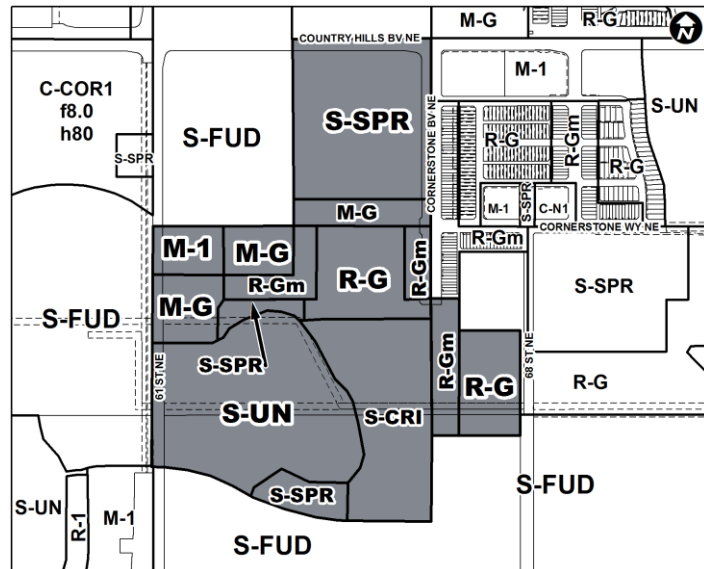 M-G
R-G
N
COUNTRY HILLS BV NE
M-1
C-COR1
f8.0
h80
S-UN
S-SPR
S-FUD
CORNERSTONE BV NE
R-G
R-Gm
R-G
S-SPR
S-SPR
M-1
C-N1
M-G
CORNERSTONE WY NE
R-Gm
M-1
M-G
R-G
R-Gm
S-SPR
R-Gm
M-G
S-FUD
S-SPR
R-Gm
R-G
68 ST NE
R-G
61 ST NE
S-UN
S-CRI
S-SPR
S-FUD
S-UN
R-1
M-1
S-FUD